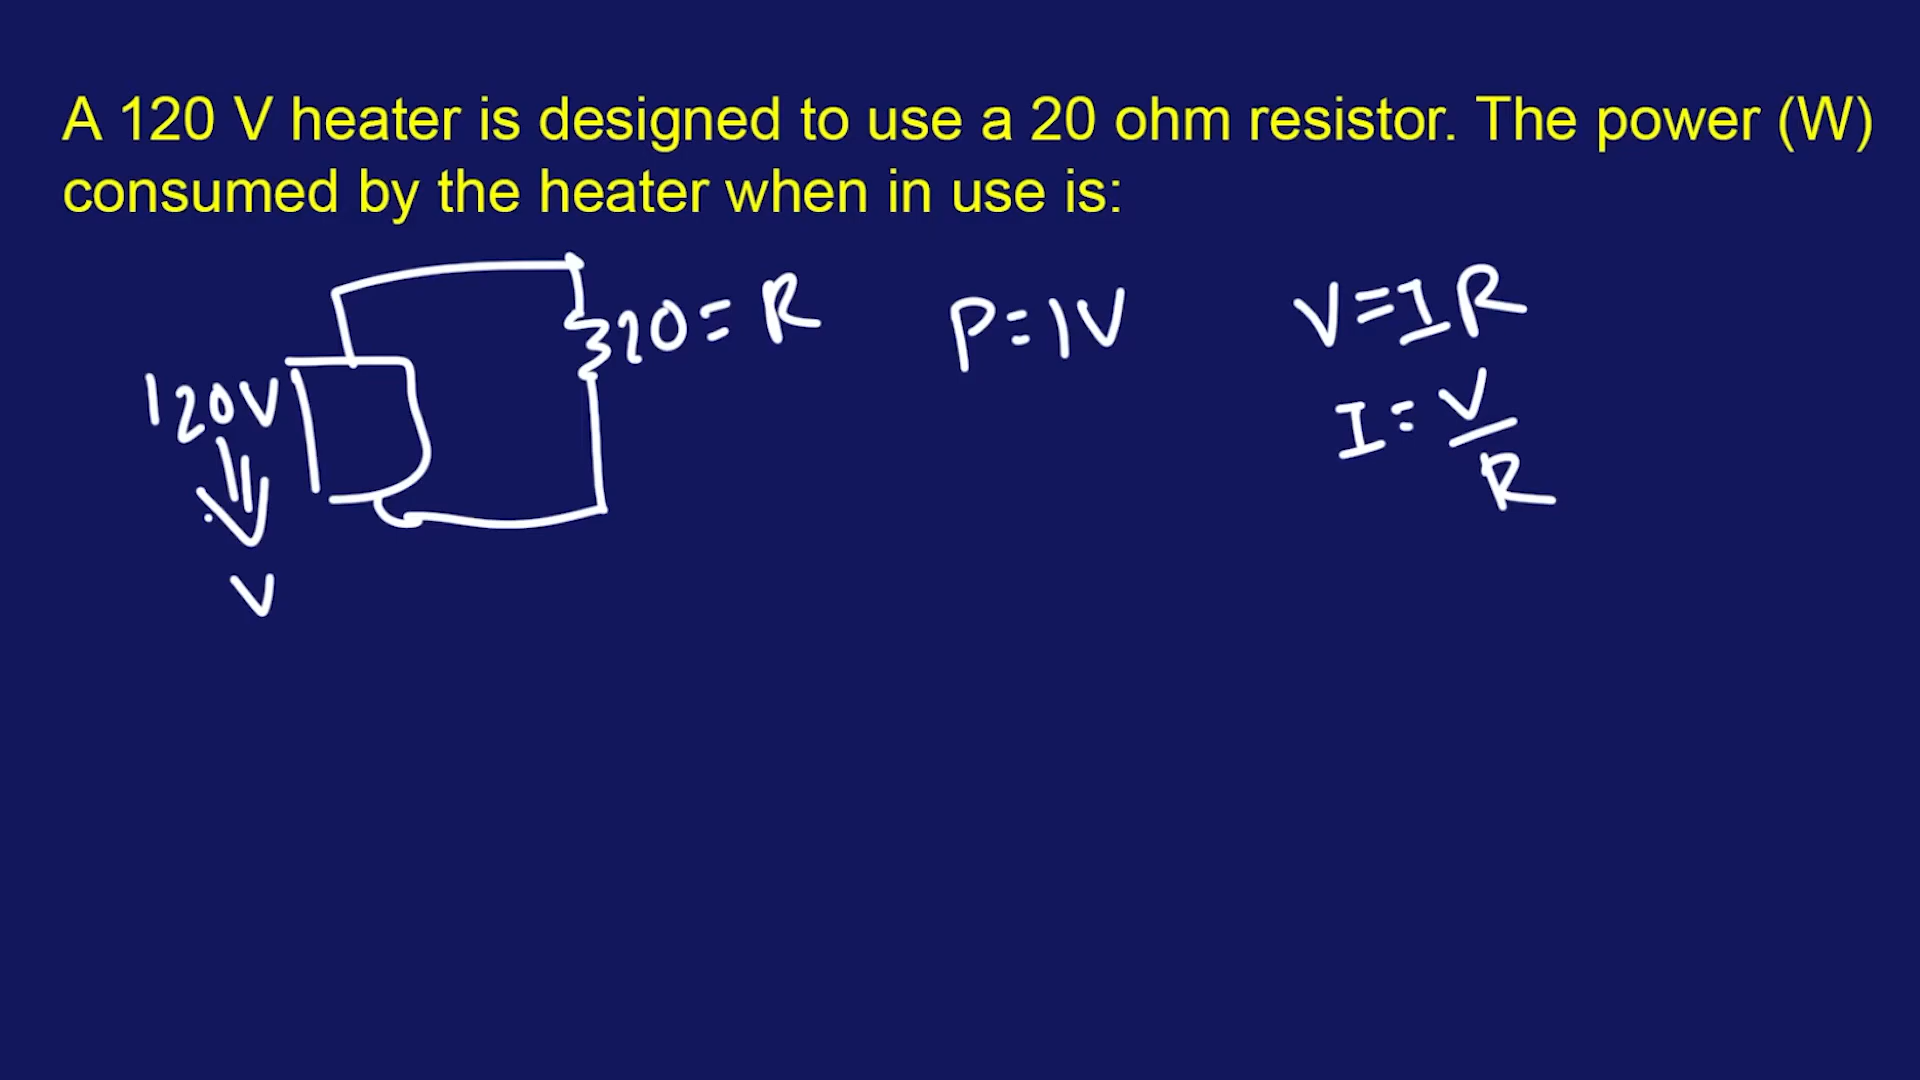 A 120 V heater is designed to use a 20 ohm resistor. The power (W)
consumed by the heater when in use is:
120V
V
20 = R
P = IV
V = IR
I = V/R